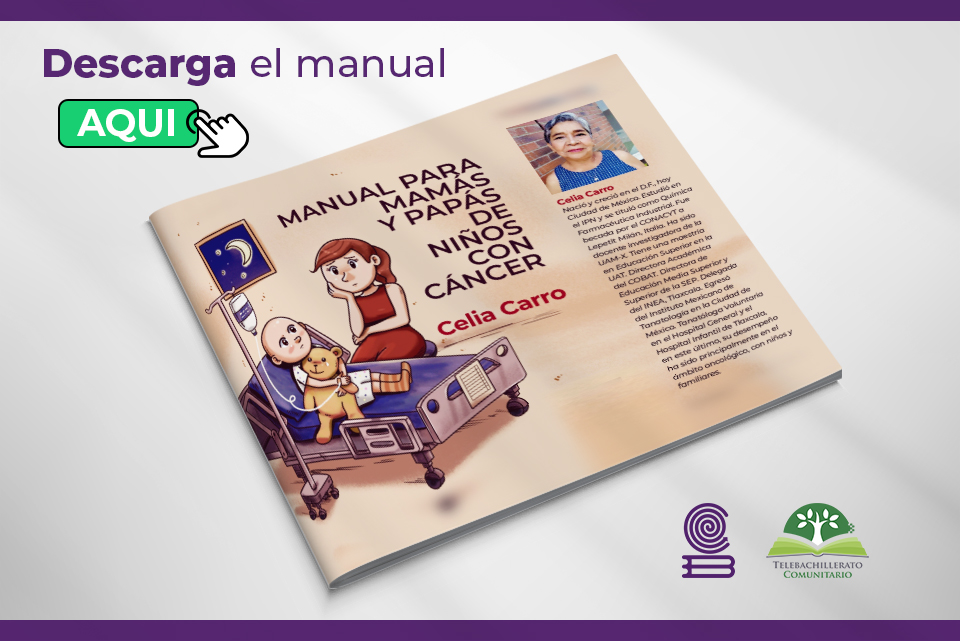 Descarga el manual
AQUI
MANUAL PARA
MAMÁS
Y PAPÁS
DE
NIÑOS
CON
CÁNCER
Celia Carro
Celia Carro
Nació y creció en el D.F., hoy
Ciudad de México. Estudió en
el IPN y se tituló como Química
Farmacéutica Industrial. Fue
becada por el CONACYT a
Lepetit Milán, Italia. Ha sido
docente investigadora de la
UAM-X. Tiene una maestría
en Educación Superior en la
UAT. Directora Académica
del COBAT. Directora de
Educación Media Superior y
Superior de la SEP. Delegada
del INEA, Tlaxcala. Egresó
del Instituto Mexicano de
Tanatología en la Ciudad de
México. Tanatóloga Voluntaria
en el Hospital General y el
Hospital Infantil de Tlaxcala,
en este último, su desempeño
ha sido principalmente en el
ámbito oncológico, con niños y
familiares.
TELEBACHILLERATO
COMUNITARIO